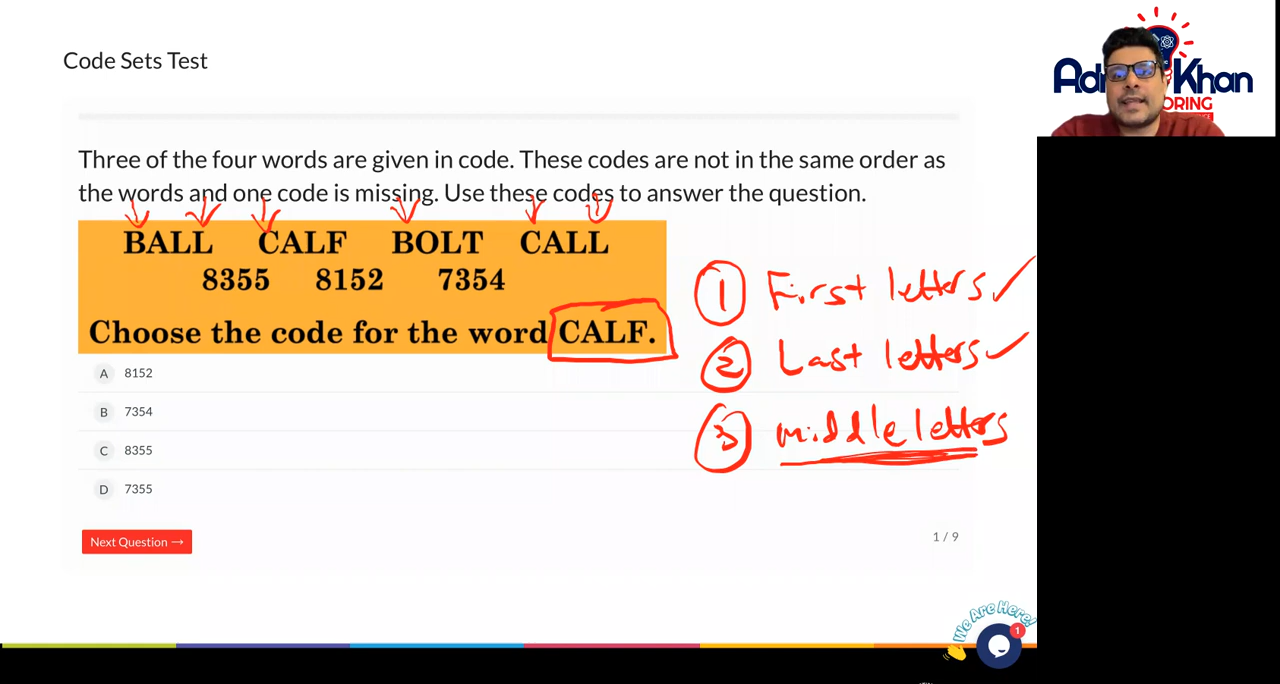 Code Sets Test
Three of the four words are given in code. These codes are not in the same order as
the words and one code is missing. Use these codes to answer the question.
BALL CALF BOLT CALL
8355 8152 7354
Choose the code for the word CALF.
A 8152
B 7354
C 8355
D 7355
Next Question →
1 / 9
① First letters ✓
② Last letters ✓
③ middle letters
Khan
ORING
We Are Here!
1